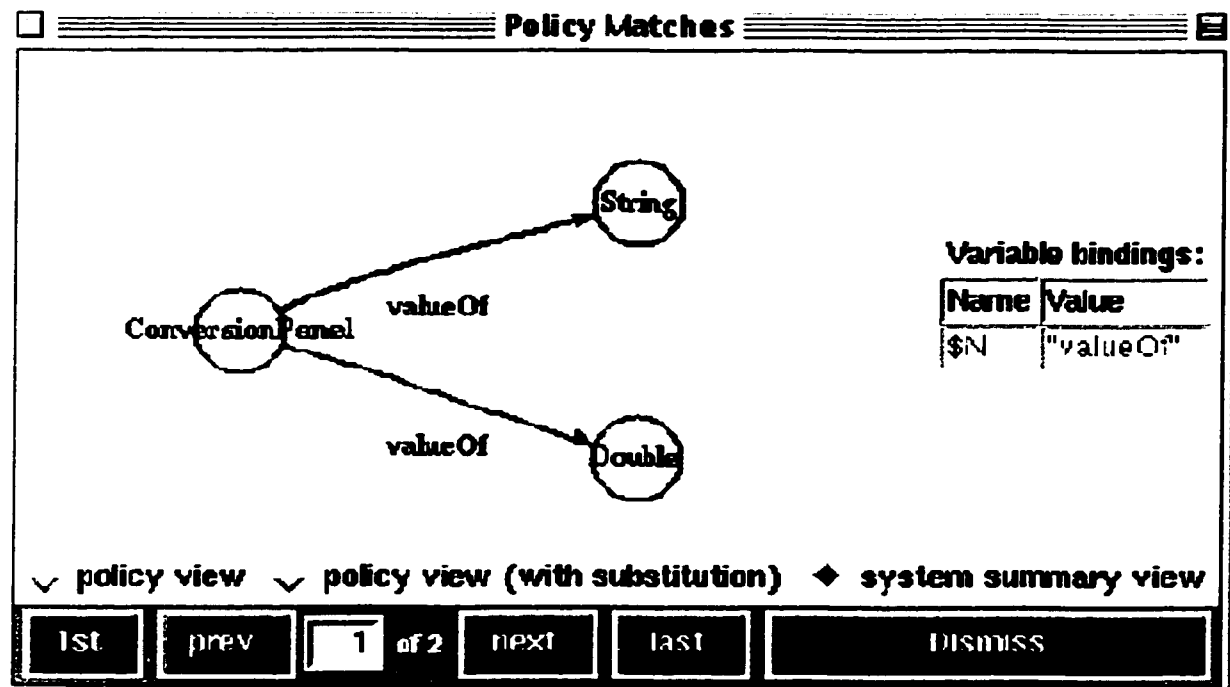 Policy Matches
String
Variable bindings:
Name Value
$N "valueOf"
valueOf
ConversionPanel
valueOf
Double
policy view policy view (with substitution) system summary view
1st prev 1 of 2 next last Dismiss